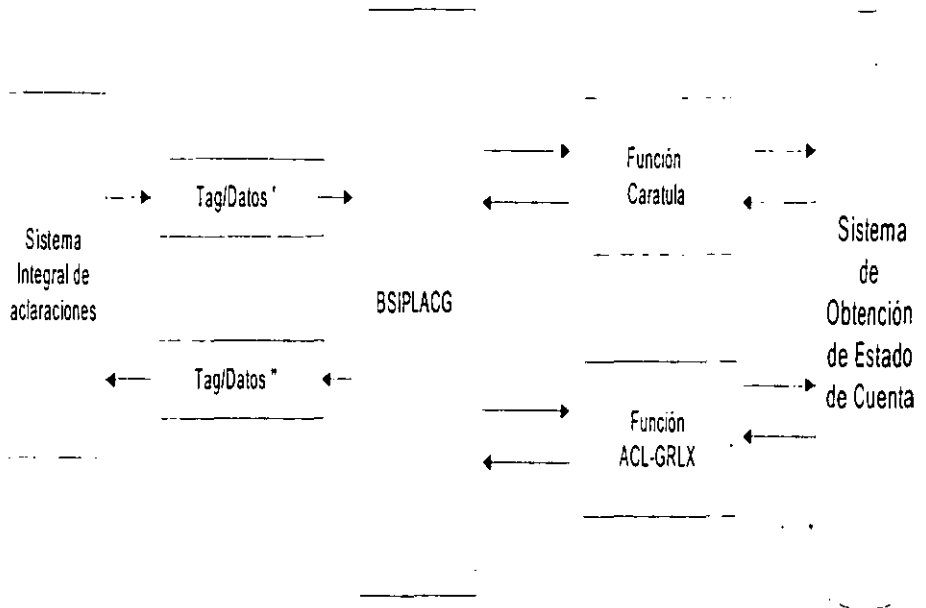 Sistema
Integral de
aclaraciones
Tag/Datos *
Tag/Datos **
BSIPLACG
Función
Caratula
Función
ACL-GRLX
Sistema
de
Obtención
de Estado
de Cuenta